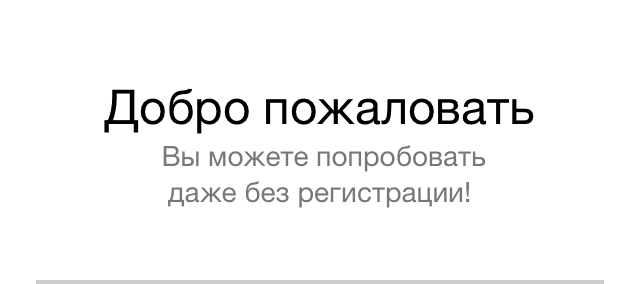 Добро пожаловать
Вы можете попробовать
даже без регистрации!